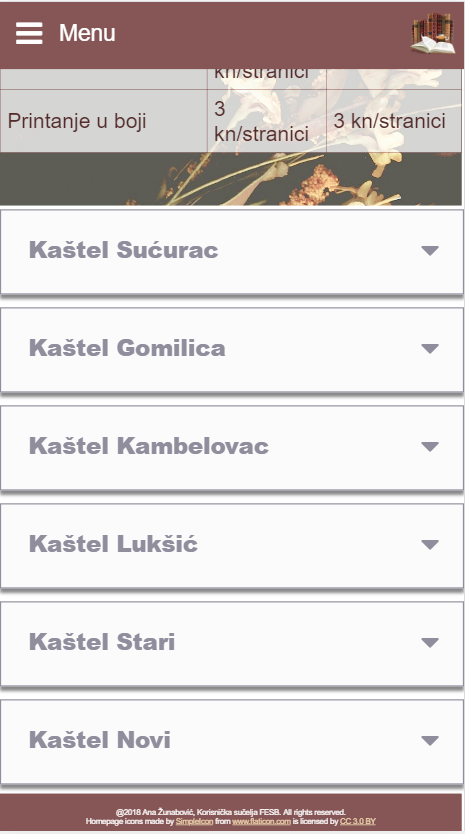 Menu
kn/stranici
Printanje u boji
3
kn/stranici
3 kn/stranici
Kaštel Sućurac
Kaštel Gomilica
Kaštel Kambelovac
Kaštel Lukšić
Kaštel Stari
Kaštel Novi
@2018 Ana Žunabović, Korisnička sučelja FESB. All rights reserved.
Homepage icons made by SimpleIcon from www.flaticon.com is licensed by CC 3.0 BY